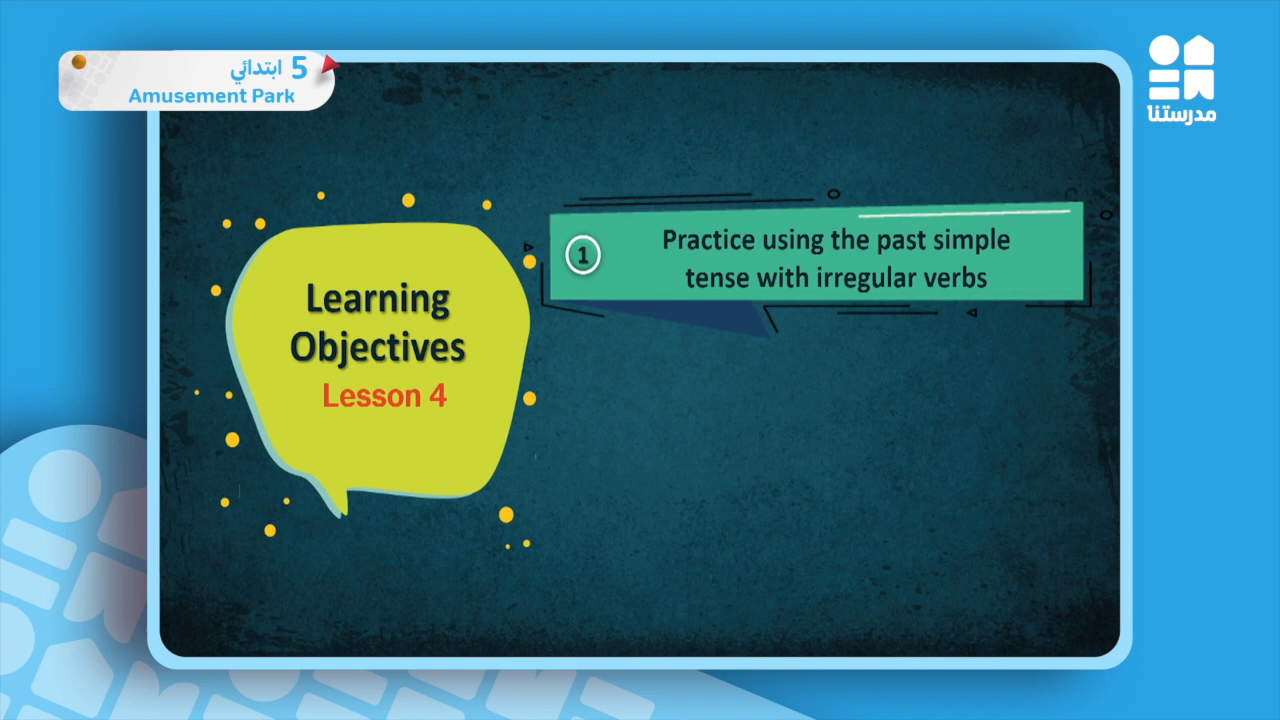 5 ابتدائي
Amusement Park
مدرستنا
Learning
Objectives
Lesson 4
1
Practice using the past simple
tense with irregular verbs